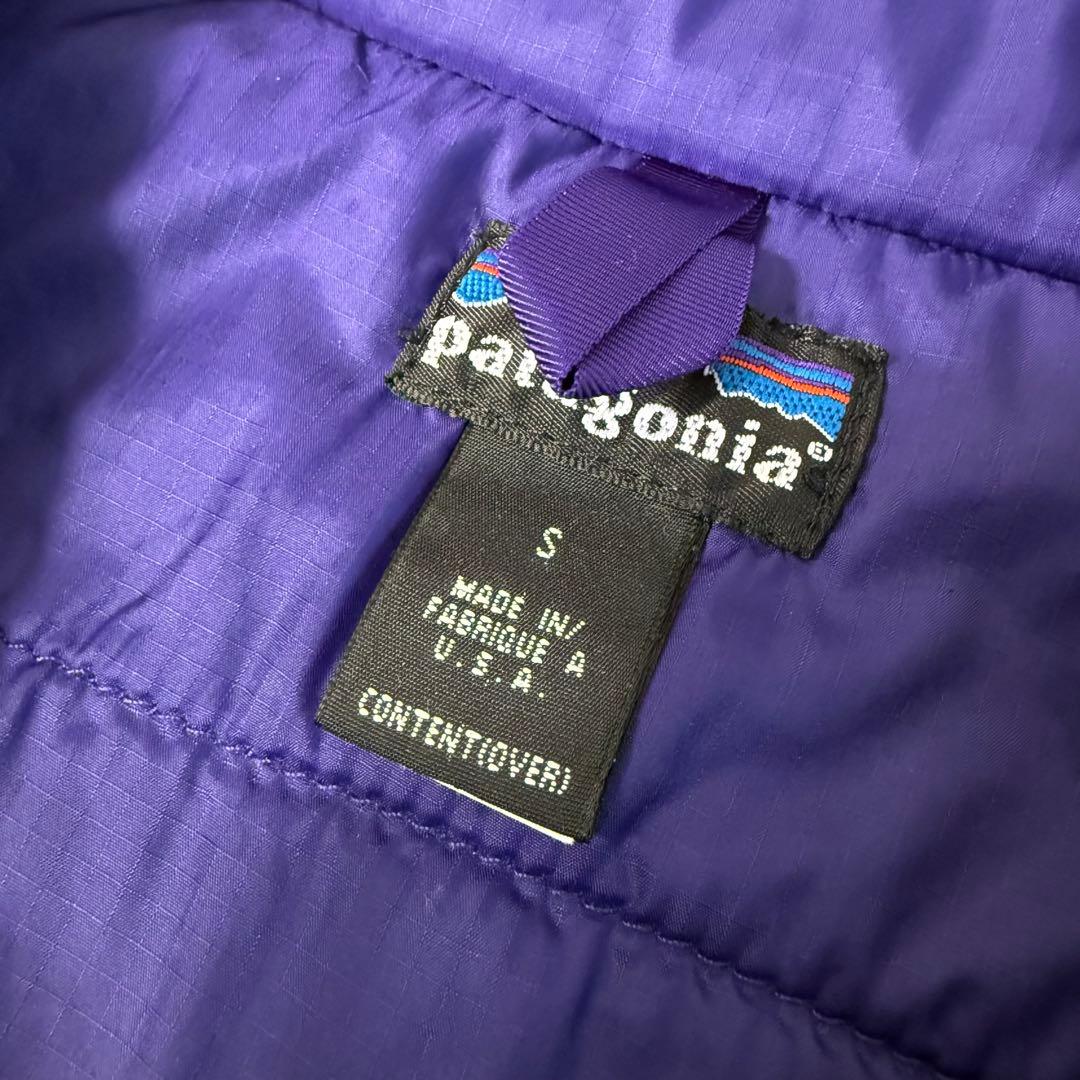 patagonia®
S
MADE IN/
FABRIQUE A
U.S.A.
CONTENT(OVER)